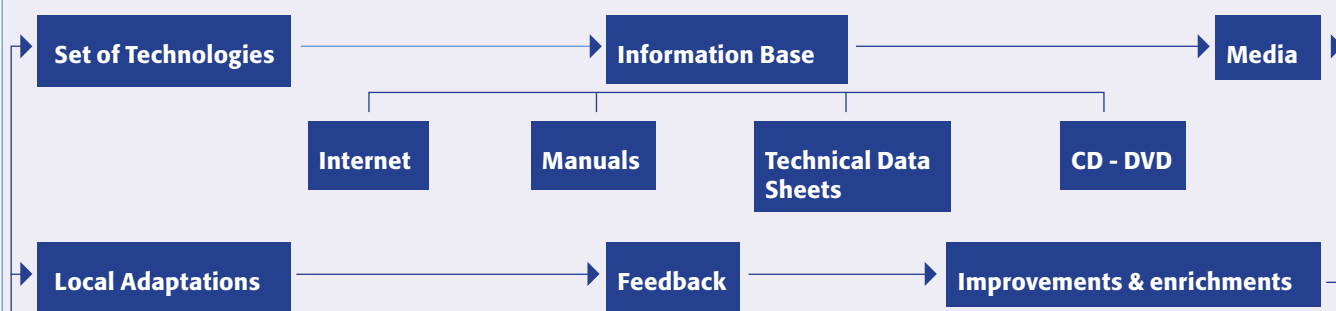 Set of Technologies
Information Base
Media
Internet
Manuals
Technical Data
Sheets
CD - DVD
Local Adaptations
Feedback
Improvements & enrichments